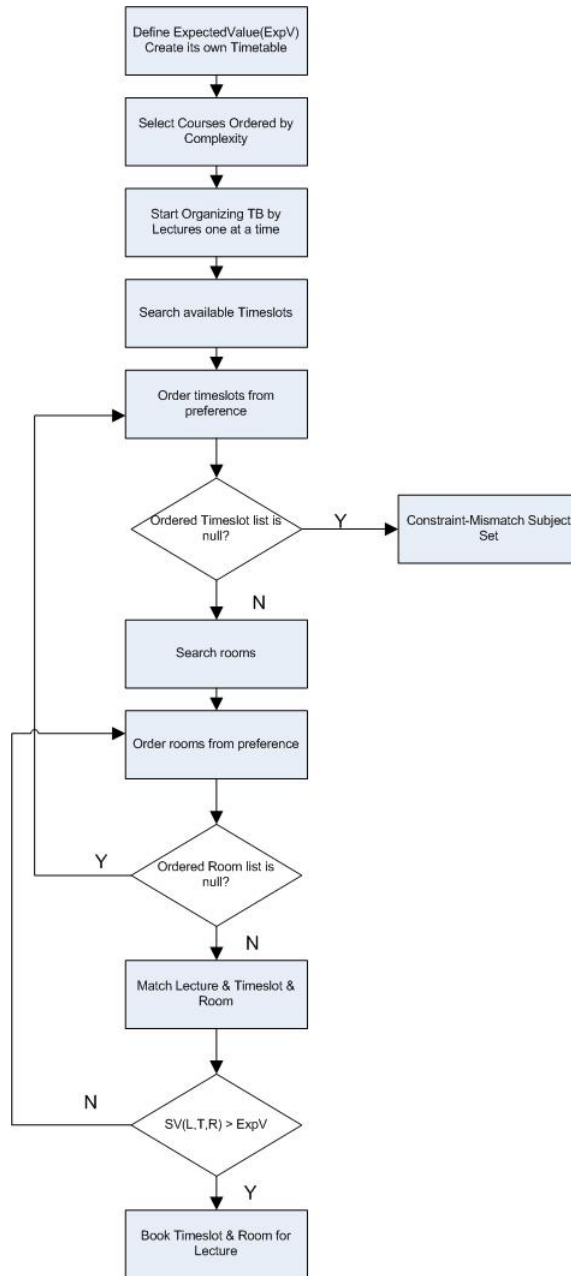 Define ExpectedValue(ExpV)
Create its own Timetable
Select Courses Ordered by
Complexity
Start Organizing TB by
Lectures one at a time
Search available Timeslots
Order timeslots from
preference
Ordered Timeslot list is
null?
Y
Constraint-Mismatch Subject
Set
N
Search rooms
Order rooms from preference
Y
Ordered Room list is
null?
N
Match Lecture & Timeslot &
Room
N
SV(L,T,R) > ExpV
Y
Book Timeslot & Room for
Lecture